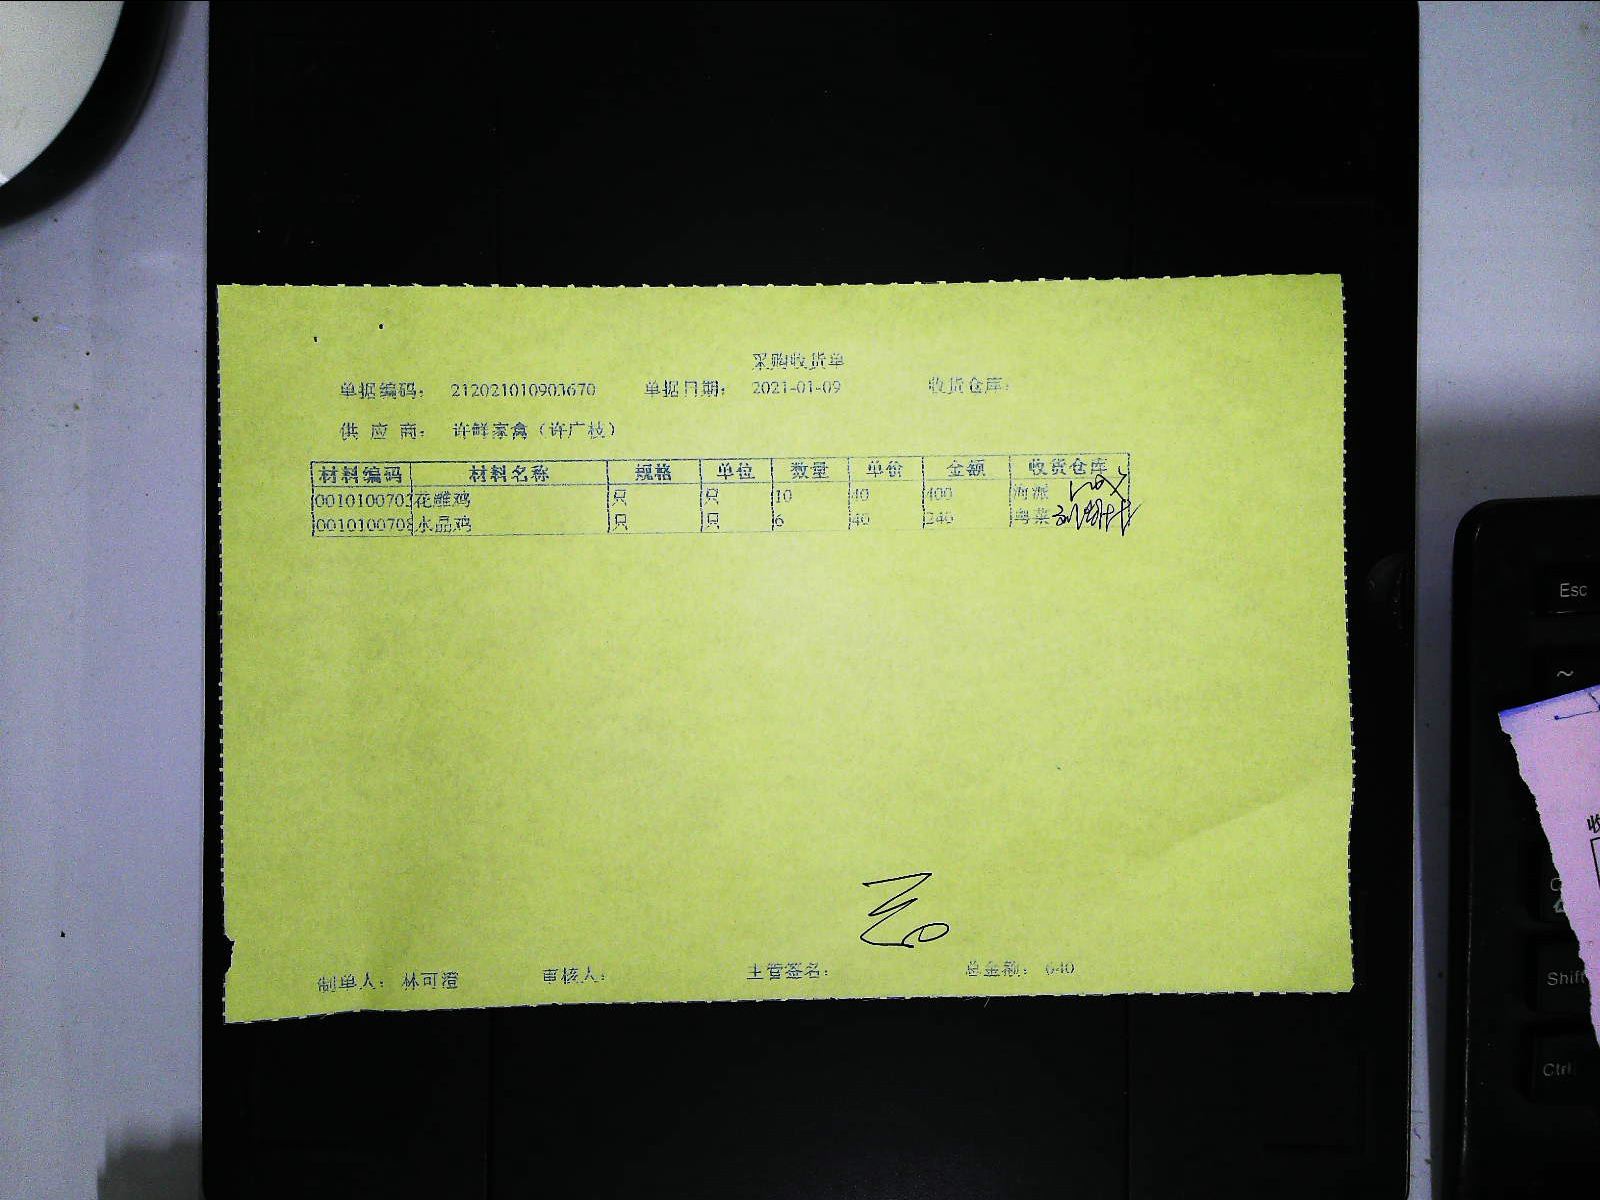 采购收货单
单据编码： 212021010903670 单据日期： 2021-01-09 收货仓库：
供应商： 许鲜家禽（许广枝）
材料编码 材料名称 规格 单位 数量 单价 金额 收货仓库
0010100703 花雕鸡 只 只 10 40 400 海派
0010100708 水晶鸡 只 只 6 40 240 粤菜
制单人： 林可澄 审核人： 主管签名： 总金额： 640
Esc
~
Shift
Ctrl